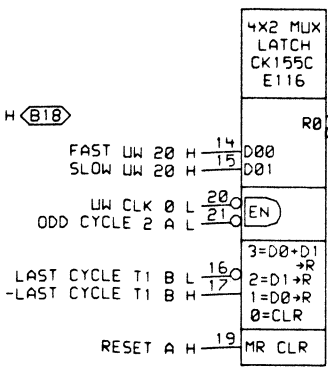 4X2 MUX
LATCH
CK155C
E116
R0
H B18
FAST UW 20 H 14 D00
SLOW UW 20 H 15 D01
UW CLK 0 L 20
EN
ODD CYCLE 2 A L 21
3=D0+D1
→R
LAST CYCLE T1 B L 16
2=D1→R
-LAST CYCLE T1 B H 17
1=D0→R
0=CLR
RESET A H 19 MR CLR